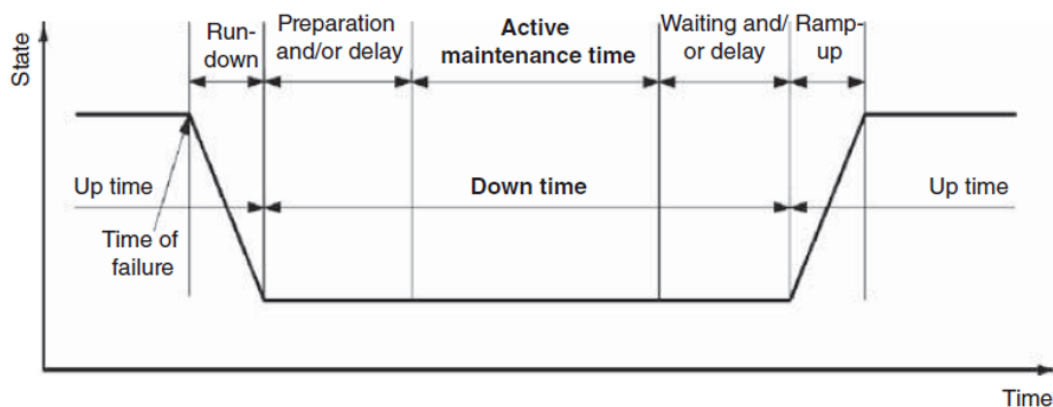 State
Run-
down
Preparation
and/or delay
Active
maintenance time
Waiting and/
or delay
Ramp-
up
Up time
Down time
Up time
Time of
failure
Time